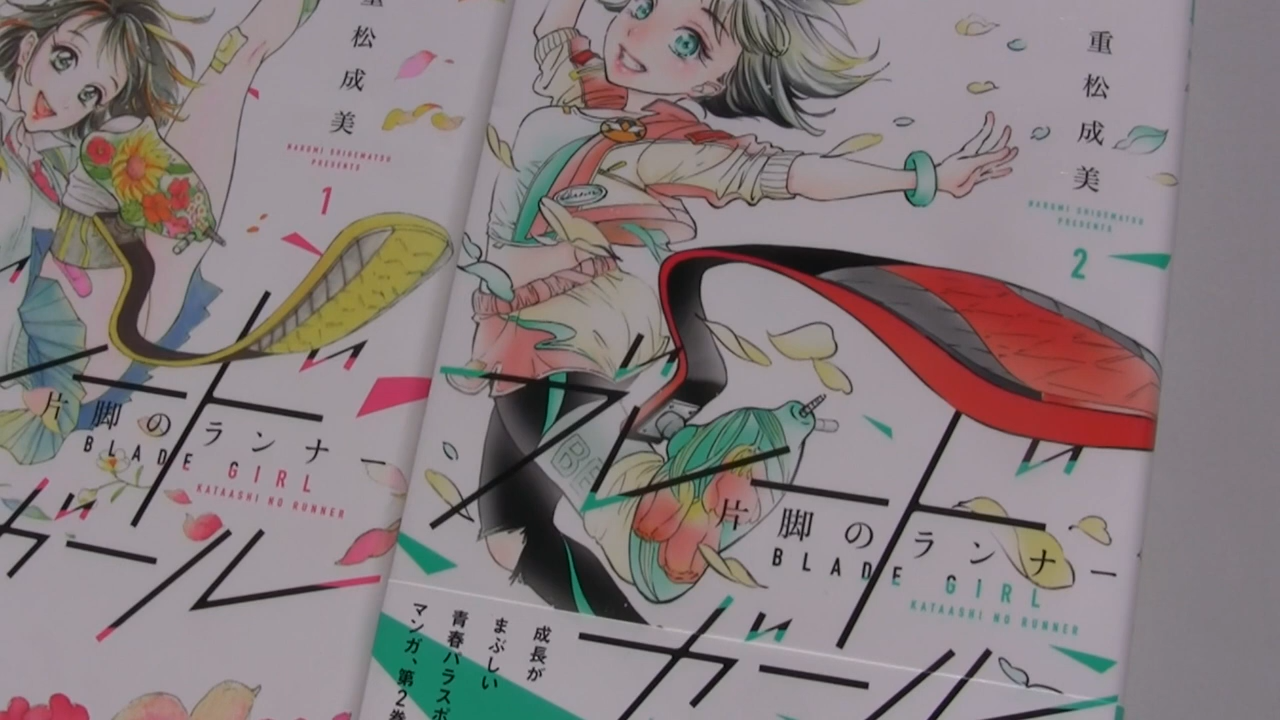 重松成美
NARUMI SHIGEMATSU
PRESENTS
1
ブレード
片脚のランナー
BLADE GIRL
KATAASHI NO RUNNER
ガール
重松成美
NARUMI SHIGEMATSU
PRESENTS
2
ブレード
片脚のランナー
BLADE GIRL
KATAASHI NO RUNNER
ガール
成長が
まぶしい
青春パラスポ
マンガ、第2巻